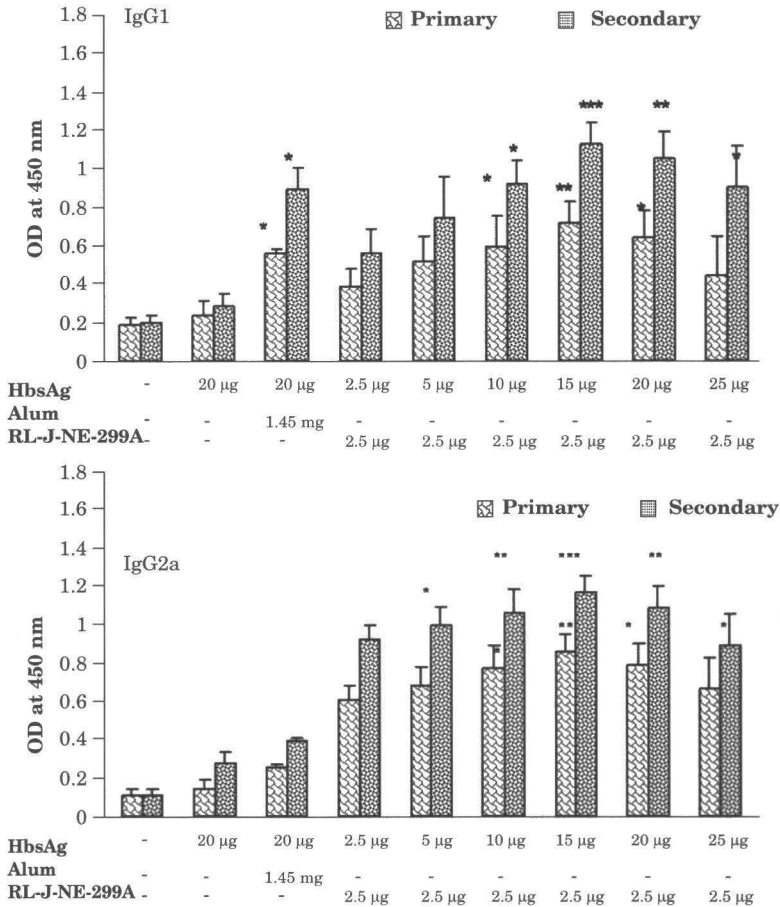 IgG1
Primary Secondary
1.8
1.6
1.4
1.2
1
0.8
0.6
0.4
0.2
0
OD at 450 nm
* * * * * ** *** * ** *
HbsAg - 20 µg 20 µg 2.5 µg 5 µg 10 µg 15 µg 20 µg 25 µg
Alum - - 1.45 mg - - - - - -
RL-J-NE-299A - - - 2.5 µg 2.5 µg 2.5 µg 2.5 µg 2.5 µg 2.5 µg
IgG2a
Primary Secondary
1.8
1.6
1.4
1.2
1
0.8
0.6
0.4
0.2
0
OD at 450 nm
* * ** ** *** * ** *
HbsAg - 20 µg 20 µg 2.5 µg 5 µg 10 µg 15 µg 20 µg 25 µg
Alum - - 1.45 mg - - - - - -
RL-J-NE-299A - - - 2.5 µg 2.5 µg 2.5 µg 2.5 µg 2.5 µg 2.5 µg